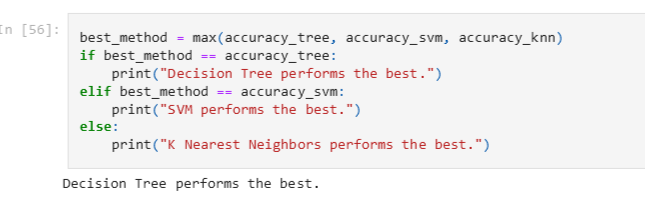 In [56]:
best_method = max(accuracy_tree, accuracy_svm, accuracy_knn)
if best_method == accuracy_tree:
    print("Decision Tree performs the best.")
elif best_method == accuracy_svm:
    print("SVM performs the best.")
else:
    print("K Nearest Neighbors performs the best.")
Decision Tree performs the best.